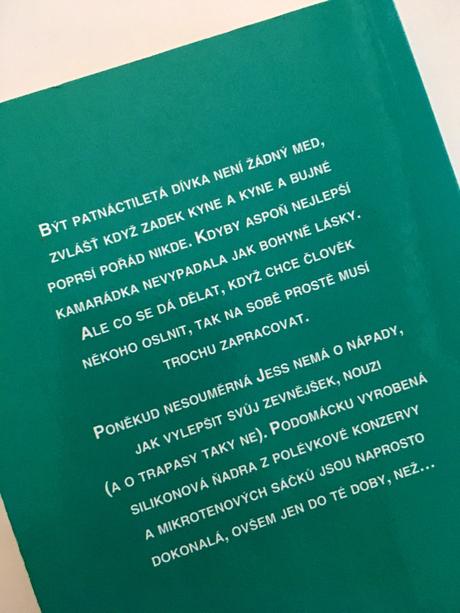 Být patnáctiletá dívka není žádný med,
zvlášť když zadek kyne a kyne a bujné
poprsí pořád nikde. Kdyby aspoň nejlepší
kamarádka nevypadala jak bohyně lásky.
Ale co se dá dělat, když chce člověk
někoho oslnit, tak na sobě prostě musí
trochu zapracovat.
Poněkud nesouměrná Jess nemá o nápady,
jak vylepšit svůj zevnějšek, nouzi
(a o trapasy taky ne). Podomácku vyrobená
silikonová ňadra z polévkové konzervy
a mikrotenových sáčků jsou naprosto
dokonalá, ovšem jen do té doby, než...